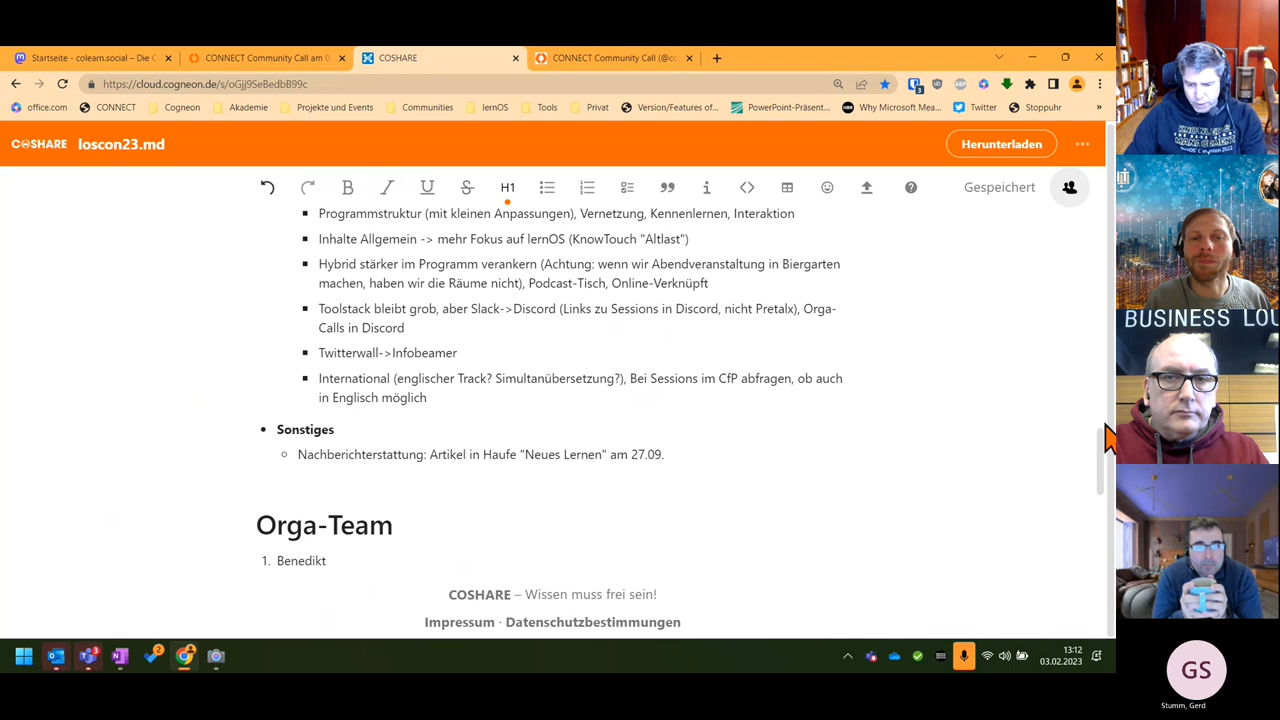 Startseite - colearn.social – Die C
CONNECT Community Call am 0
COSHARE
CONNECT Community Call (@co
https://cloud.cogneon.de/s/oGjj9SeBedbB99c
office.com
CONNECT
Cogneon
Akademie
Projekte und Events
Communities
lernOS
Tools
Privat
Version/Features of...
PowerPoint-Präsent...
Why Microsoft Mea...
Twitter
Stoppuhr
»
COSHARE
loscon23.md
Herunterladen
H1
Gespeichert
Programmstruktur (mit kleinen Anpassungen), Vernetzung, Kennenlernen, Interaktion
Inhalte Allgemein -> mehr Fokus auf lernOS (KnowTouch "Altlast")
Hybrid stärker im Programm verankern (Achtung: wenn wir Abendveranstaltung in Biergarten
machen, haben wir die Räume nicht), Podcast-Tisch, Online-Verknüpft
Toolstack bleibt grob, aber Slack->Discord (Links zu Sessions in Discord, nicht Pretalx), Orga-
Calls in Discord
Twitterwall->Infobeamer
International (englischer Track? Simultanübersetzung?), Bei Sessions im CfP abfragen, ob auch
in Englisch möglich
Sonstiges
Nachberichterstattung: Artikel in Haufe "Neues Lernen" am 27.09.
Orga-Team
1. Benedikt
COSHARE – Wissen muss frei sein!
Impressum · Datenschutzbestimmungen
13:12
03.02.2023
KNOWLEDGE
MANAGEMENT
BUSINESS LOU
GS
Stumm, Gerd